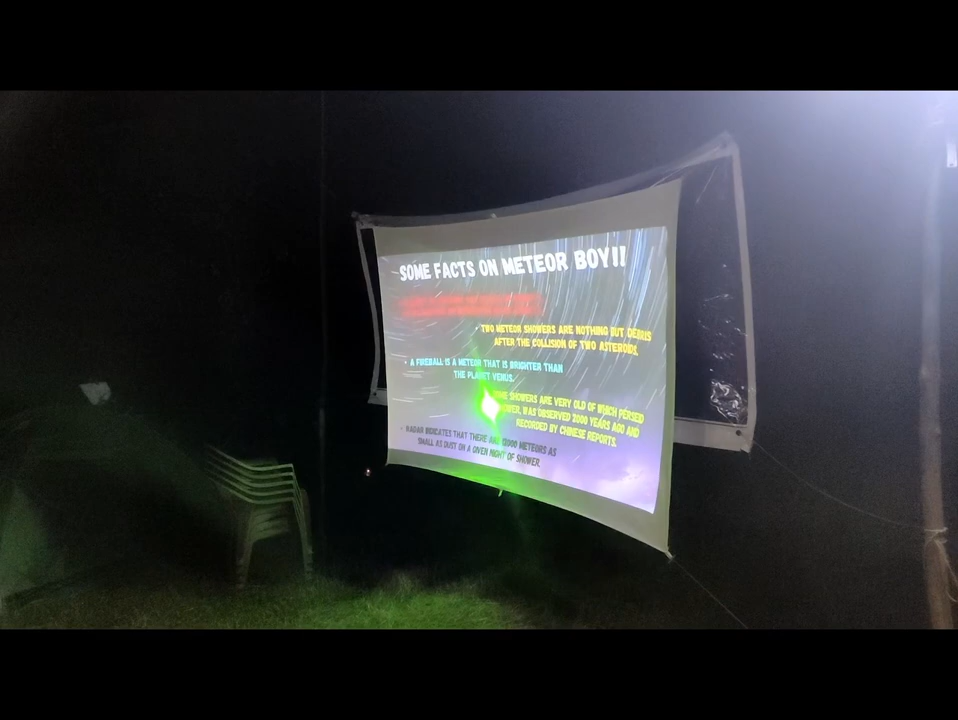 SOME FACTS ON METEOR BOY!!
• TWO METEOR SHOWERS ARE NOTHING BUT DEBRIS
AFTER THE COLLISION OF TWO ASTEROIDS.
• A FIREBALL IS A METEOR THAT IS BRIGHTER THAN
THE PLANET VENUS.
SHOWERS ARE VERY OLD OF WHICH PERSEID
WAS OBSERVED 2000 YEARS AGO AND
RECORDED BY CHINESE REPORTS.
• RADAR INDICATES THAT THERE ARE METEORS AS
SMALL AS DUST ON A GIVEN NIGHT OF SHOWER.